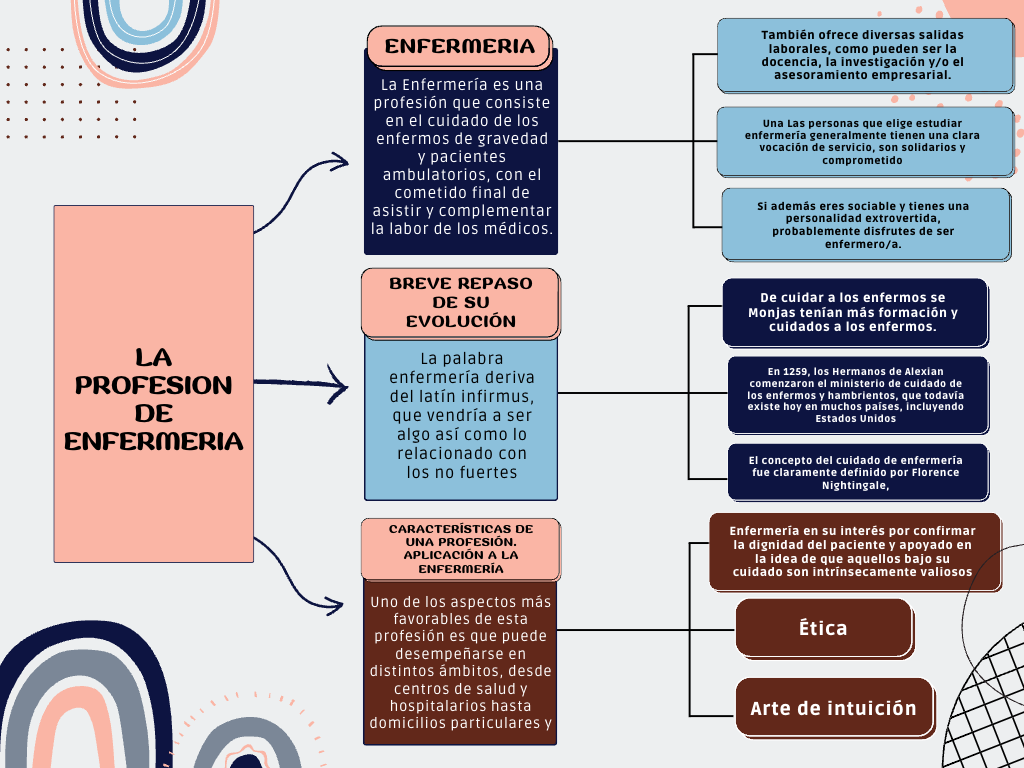 LA
PROFESION
DE
ENFERMERIA
ENFERMERIA
La Enfermería es una
profesión que consiste
en el cuidado de los
enfermos de gravedad
y pacientes
ambulatorios, con el
cometido final de
asistir y complementar
la labor de los médicos.
También ofrece diversas salidas
laborales, como pueden ser la
docencia, la investigación y/o el
asesoramiento empresarial.
Una Las personas que elige estudiar
enfermería generalmente tienen una clara
vocación de servicio, son solidarios y
comprometido
Si además eres sociable y tienes una
personalidad extrovertida,
probablemente disfrutes de ser
enfermero/a.
BREVE REPASO
DE SU
EVOLUCIÓN
La palabra
enfermería deriva
del latín infirmus,
que vendría a ser
algo así como lo
relacionado con
los no fuertes
De cuidar a los enfermos se
Monjas tenían más formación y
cuidados a los enfermos.
En 1259, los Hermanos de Alexian
comenzaron el ministerio de cuidado de
los enfermos y hambrientos, que todavía
existe hoy en muchos países, incluyendo
Estados Unidos
El concepto del cuidado de enfermería
fue claramente definido por Florence
Nightingale,
CARACTERÍSTICAS DE
UNA PROFESIÓN.
APLICACIÓN A LA
ENFERMERÍA
Uno de los aspectos más
favorables de esta
profesión es que puede
desempeñarse en
distintos ámbitos, desde
centros de salud y
hospitalarios hasta
domicilios particulares y
Enfermería en su interés por confirmar
la dignidad del paciente y apoyado en
la idea de que aquellos bajo su
cuidado son intrínsecamente valiosos
Ética
Arte de intuición